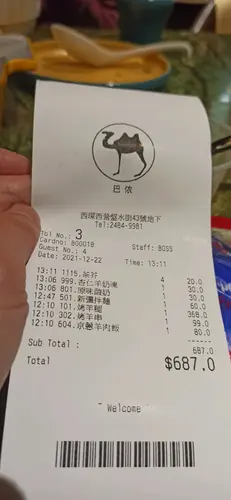 巴依
西環西營盤水街43號地下
Tel:2484-9981
Tbl No.: 3
Cardno: 800018 Staff: BOSS
Guest No.: 4
Date: 2021-12-22 Time: 13:11
13:11 1115.茶芥 4 20.0
13:06 999.杏仁羊奶凍 1 30.0
13:06 801.原味酸奶 1 30.0
12:47 501.新疆拌麵 1 60.0
12:10 101.烤羊腿 1 368.0
12:10 302.烤羊串 1 99.0
12:10 604.羊肉飯 1 80.0
------
Sub Total : 687.0
Total $687.0
Welcome